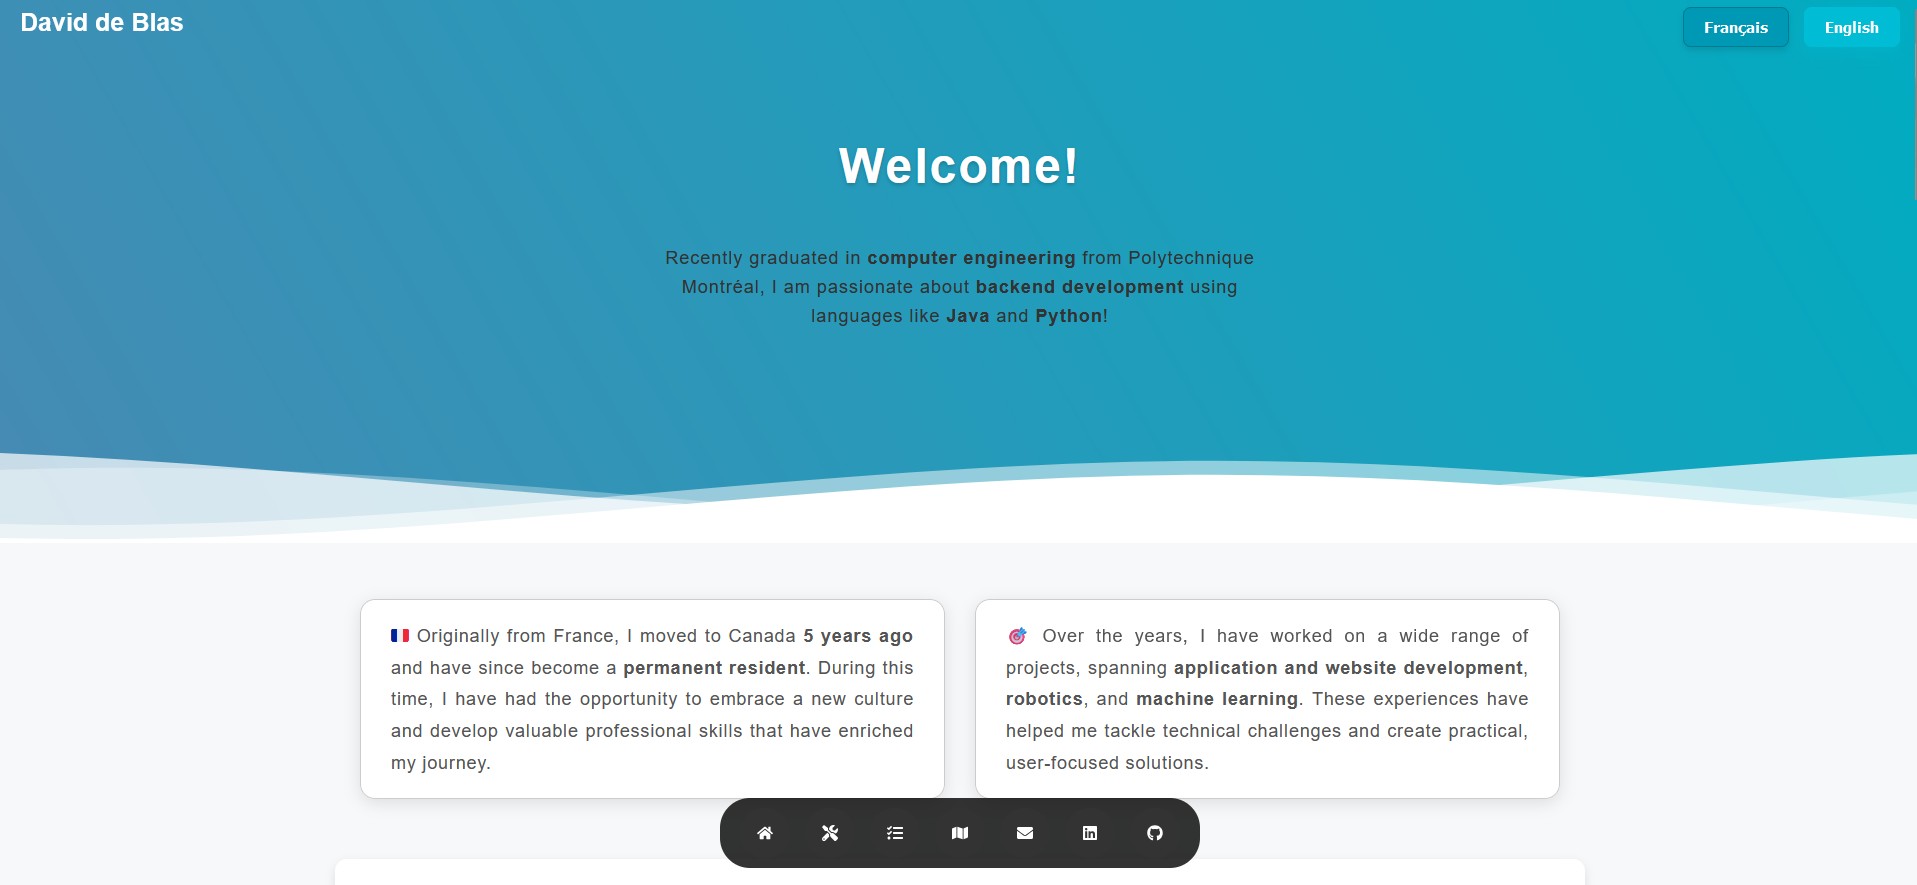 David de Blas
Français
English
Welcome!
Recently graduated in computer engineering from Polytechnique
Montréal, I am passionate about backend development using
languages like Java and Python!
Originally from France, I moved to Canada 5 years ago
and have since become a permanent resident. During this
time, I have had the opportunity to embrace a new culture
and develop valuable professional skills that have enriched
my journey.
Over the years, I have worked on a wide range of
projects, spanning application and website development,
robotics, and machine learning. These experiences have
helped me tackle technical challenges and create practical,
user-focused solutions.